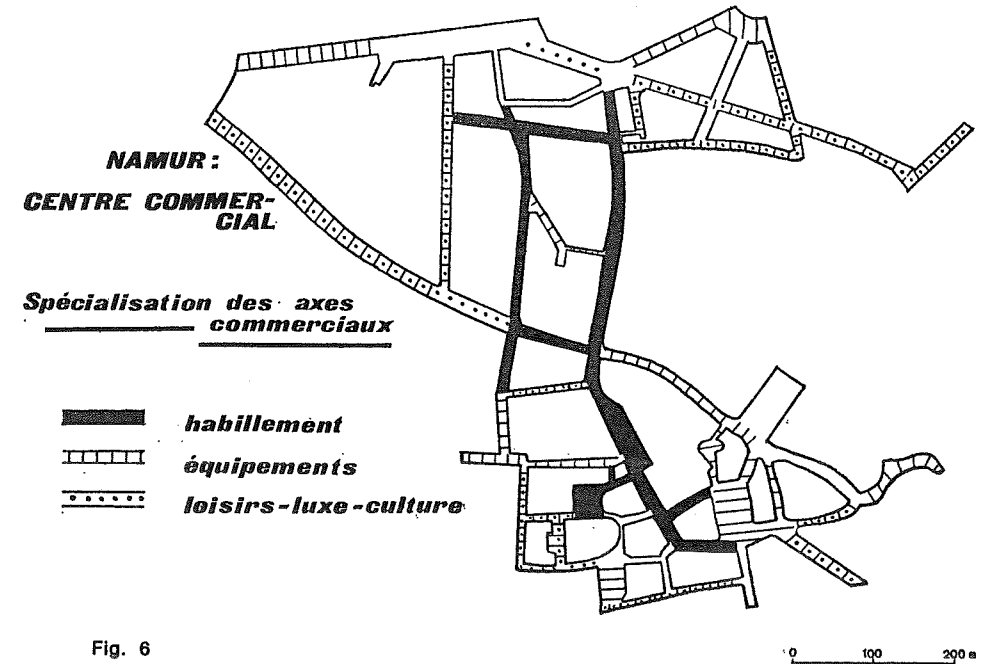 NAMUR :
CENTRE COMMER-
CIAL
Spécialisation des axes
commerciaux
habillement
équipements
loisirs-luxe-culture
Fig. 6
0 100 200 m